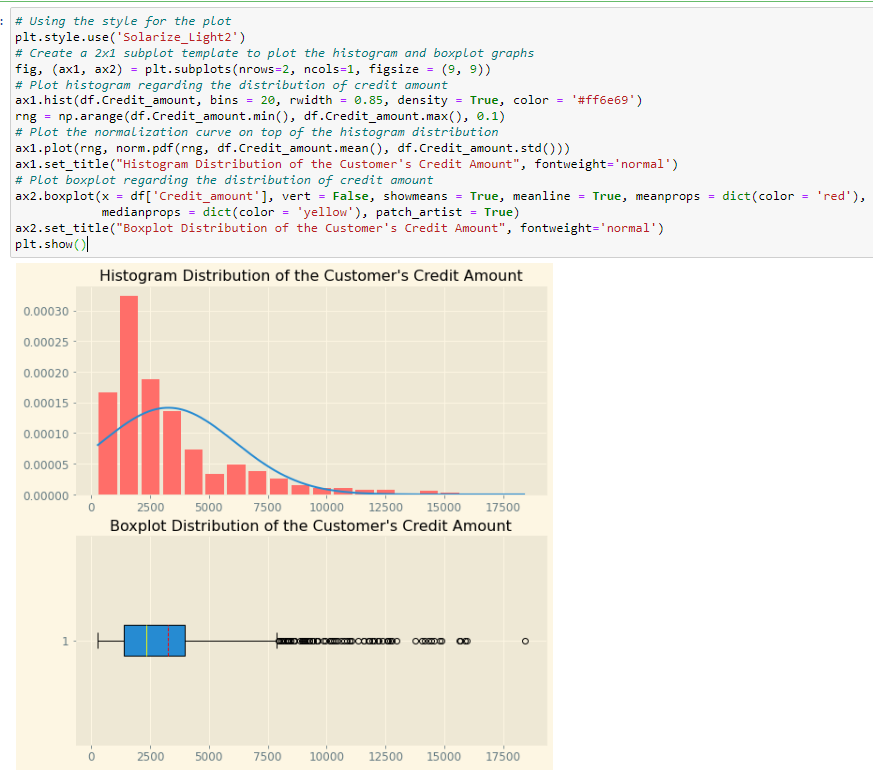 :
# Using the style for the plot
plt.style.use('Solarize_Light2')
# Create a 2x1 subplot template to plot the histogram and boxplot graphs
fig, (ax1, ax2) = plt.subplots(nrows=2, ncols=1, figsize = (9, 9))
# Plot histogram regarding the distribution of credit amount
ax1.hist(df.Credit_amount, bins = 20, rwidth = 0.85, density = True, color = '#ff6e69')
rng = np.arange(df.Credit_amount.min(), df.Credit_amount.max(), 0.1)
# Plot the normalization curve on top of the histogram distribution
ax1.plot(rng, norm.pdf(rng, df.Credit_amount.mean(), df.Credit_amount.std()))
ax1.set_title("Histogram Distribution of the Customer's Credit Amount", fontweight='normal')
# Plot boxplot regarding the distribution of credit amount
ax2.boxplot(x = df['Credit_amount'], vert = False, showmeans = True, meanline = True, meanprops = dict(color = 'red'),
medianprops = dict(color = 'yellow'), patch_artist = True)
ax2.set_title("Boxplot Distribution of the Customer's Credit Amount", fontweight='normal')
plt.show()
Histogram Distribution of the Customer's Credit Amount
0.00030
0.00025
0.00020
0.00015
0.00010
0.00005
0.00000
0 2500 5000 7500 10000 12500 15000 17500
Boxplot Distribution of the Customer's Credit Amount
1
0 2500 5000 7500 10000 12500 15000 17500